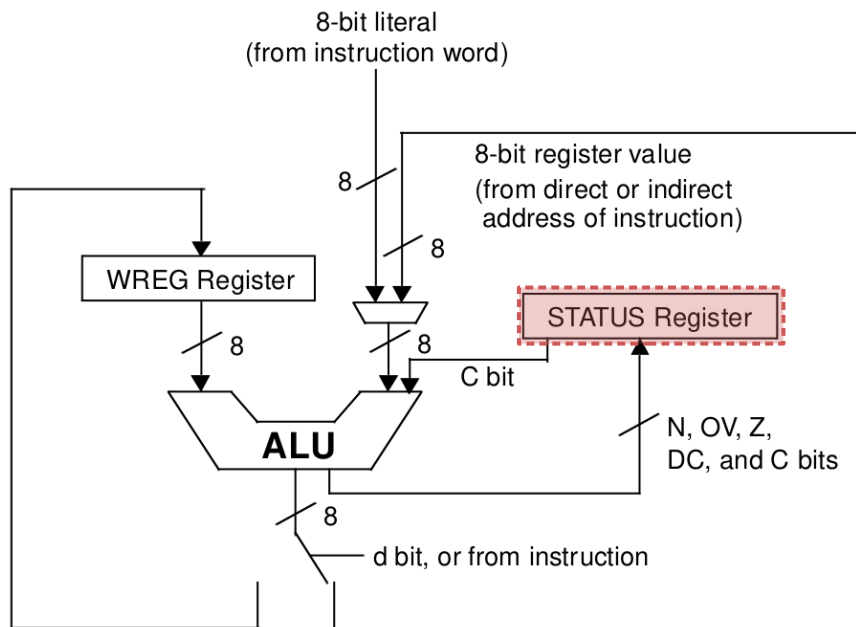 8-bit literal
(from instruction word)
8-bit register value
(from direct or indirect
address of instruction)
8
8
WREG Register
STATUS Register
8
8
C bit
ALU
N, OV, Z,
DC, and C bits
8
d bit, or from instruction